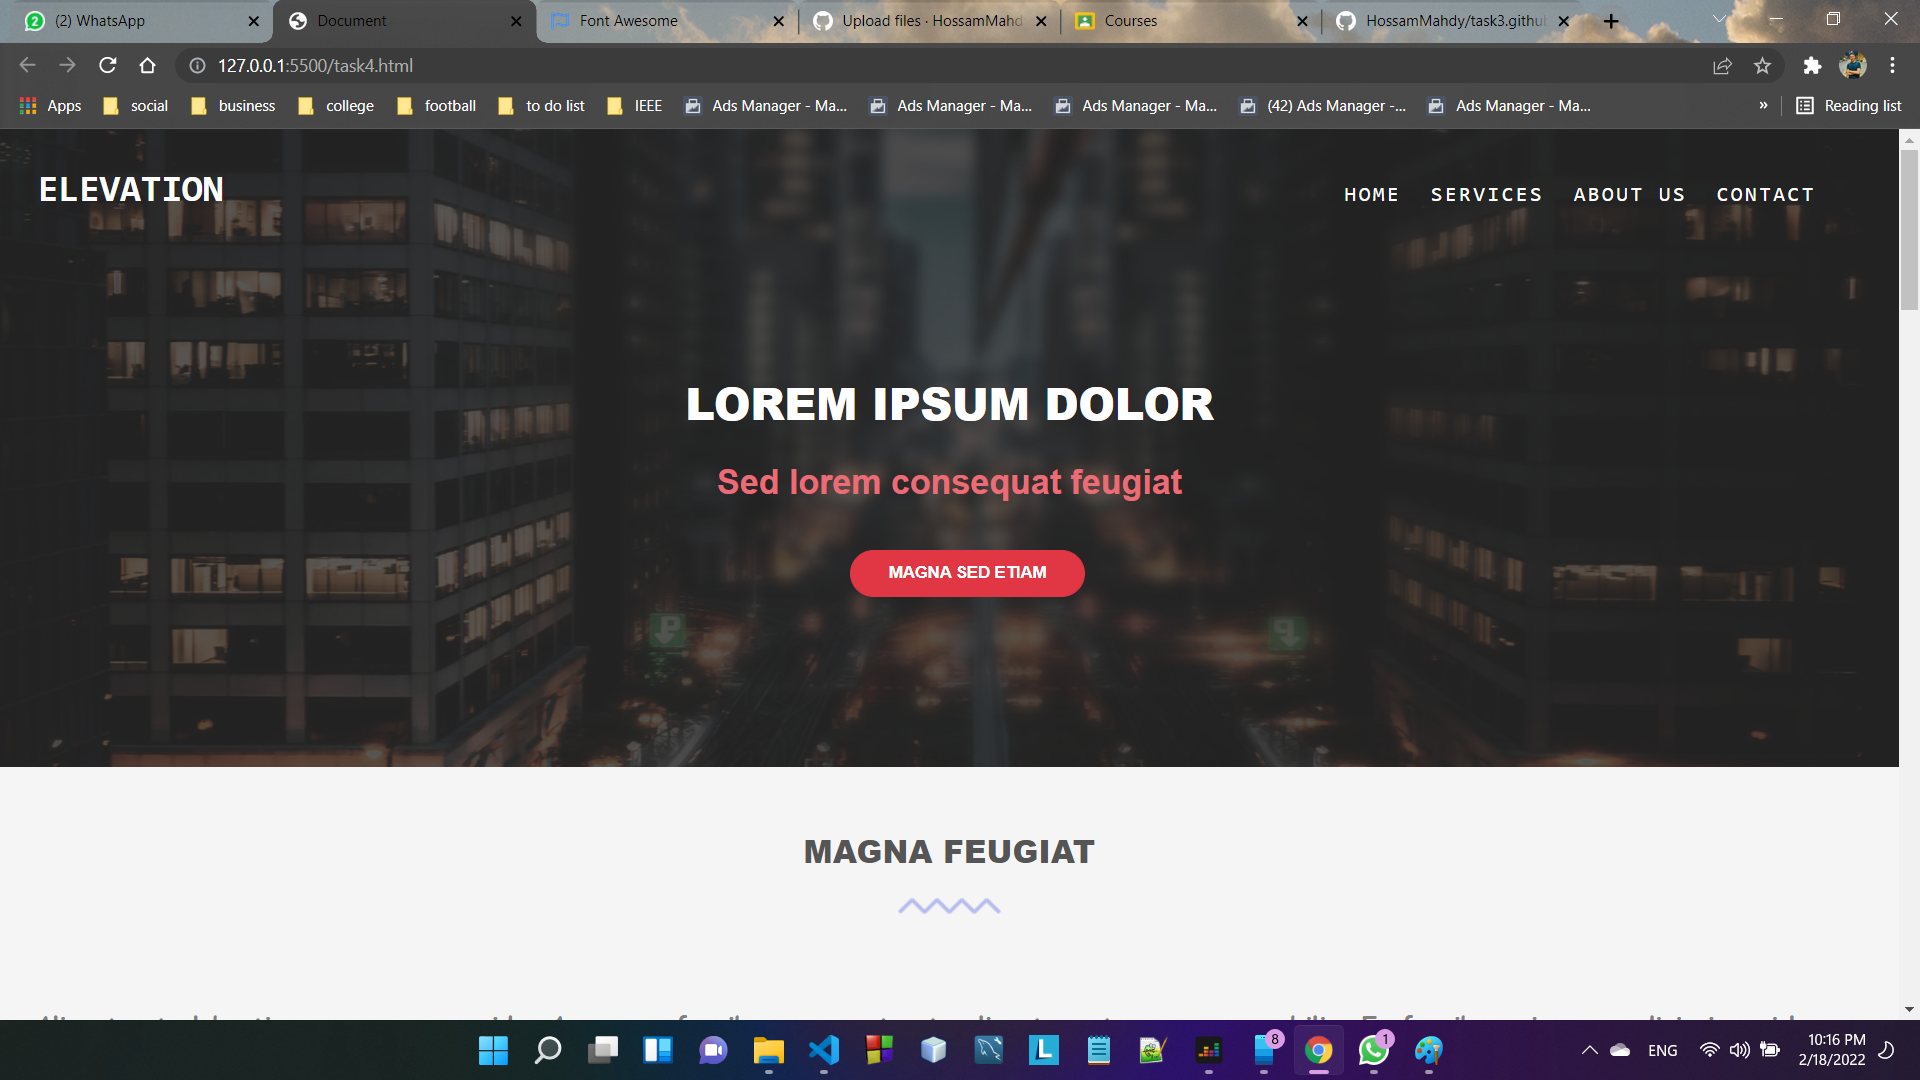 (2) WhatsApp
Document
Font Awesome
Upload files · HossamMahd
Courses
HossamMahdy/task3.githu
127.0.0.1:5500/task4.html
Apps
social
business
college
football
to do list
IEEE
Ads Manager - Ma...
Ads Manager - Ma...
Ads Manager - Ma...
(42) Ads Manager -...
Ads Manager - Ma...
»
Reading list
ELEVATION
HOME SERVICES ABOUT US CONTACT
LOREM IPSUM DOLOR
Sed lorem consequat feugiat
MAGNA SED ETIAM
P
MAGNA FEUGIAT
L
8
1
ENG
10:16 PM
2/18/2022